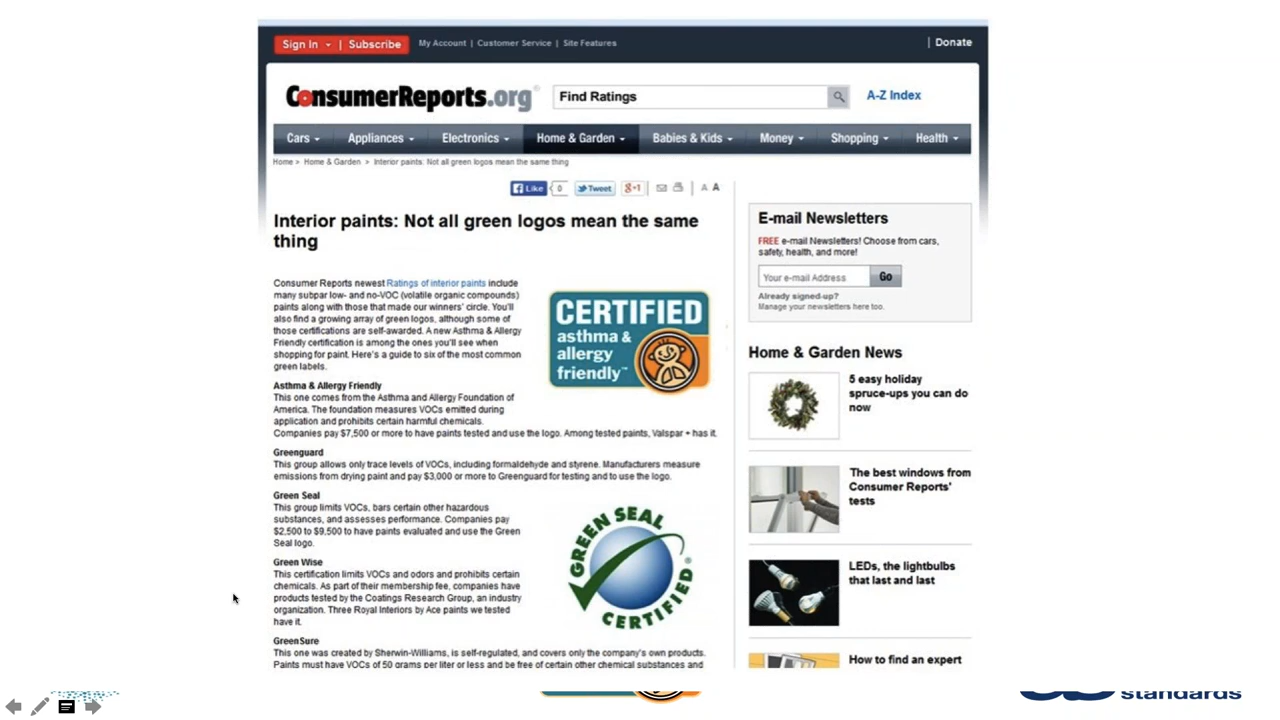 Sign In | Subscribe My Account | Customer Service | Site Features | Donate
ConsumerReports.org® Find Ratings A-Z Index
Cars Appliances Electronics Home & Garden Babies & Kids Money Shopping Health
Home > Home & Garden > Interior paints: Not all green logos mean the same thing
Like 0 Tweet g+1 A A
Interior paints: Not all green logos mean the same
thing
Consumer Reports newest Ratings of interior paints include
many subpar low- and no-VOC (volatile organic compounds)
paints along with those that made our winners' circle. You'll
also find a growing array of green logos, although some of
those certifications are self-awarded. A new Asthma & Allergy
Friendly certification is among the ones you'll see when
shopping for paint. Here's a guide to six of the most common
green labels.
CERTIFIED
asthma &
allergy
friendly™
Asthma & Allergy Friendly
This one comes from the Asthma and Allergy Foundation of
America. The foundation measures VOCs emitted during
application and prohibits certain harmful chemicals.
Companies pay $7,500 or more to have paints tested and use the logo. Among tested paints, Valspar + has it.
Greenguard
This group allows only trace levels of VOCs, including formaldehyde and styrene. Manufacturers measure
emissions from drying paint and pay $3,000 or more to Greenguard for testing and to use the logo.
Green Seal
This group limits VOCs, bars certain other hazardous
substances, and assesses performance. Companies pay
$2,500 to $9,500 to have paints evaluated and use the Green
Seal logo.
GREEN SEAL
CERTIFIED
®
Green Wise
This certification limits VOCs and odors and prohibits certain
chemicals. As part of their membership fee, companies have
products tested by the Coatings Research Group, an industry
organization. Three Royal Interiors by Ace paints we tested
have it.
GreenSure
This one was created by Sherwin-Williams, is self-regulated, and covers only the company's own products.
Paints must have VOCs of 50 grams per liter or less and be free of certain other chemical substances and
E-mail Newsletters
FREE e-mail Newsletters! Choose from cars,
safety, health, and more!
Your e-mail Address Go
Already signed-up?
Manage your newsletters here too.
Home & Garden News
5 easy holiday
spruce-ups you can do
now
The best windows from
Consumer Reports'
tests
LEDs, the lightbulbs
that last and last
How to find an expert
standards